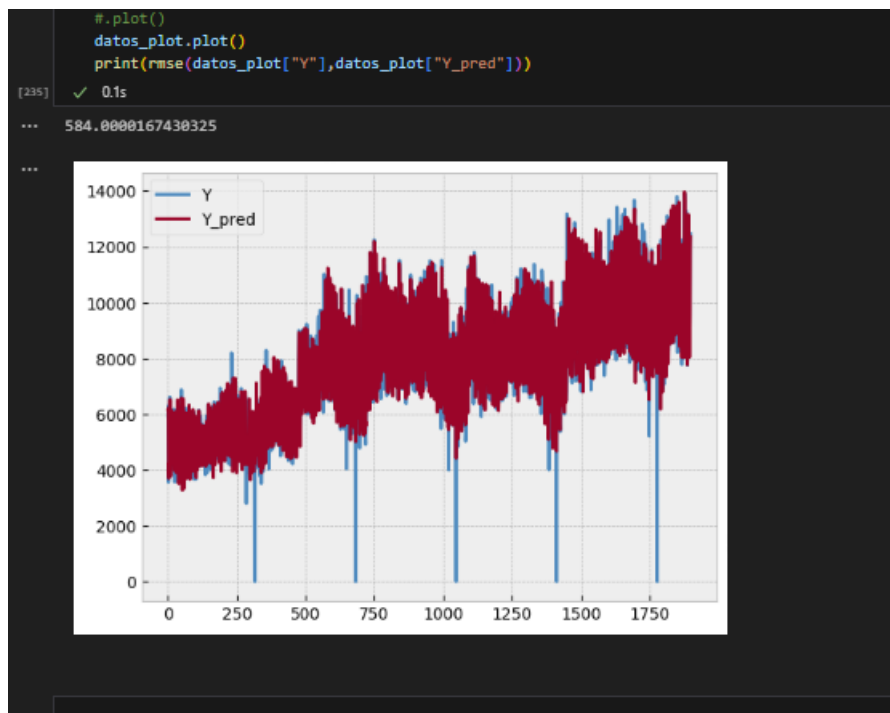 #.plot()
datos_plot.plot()
print(rmse(datos_plot["Y"],datos_plot["Y_pred"]))
[235]
0.1s
...
584.0000167430325
...
Y
Y_pred
14000
12000
10000
8000
6000
4000
2000
0
0 250 500 750 1000 1250 1500 1750